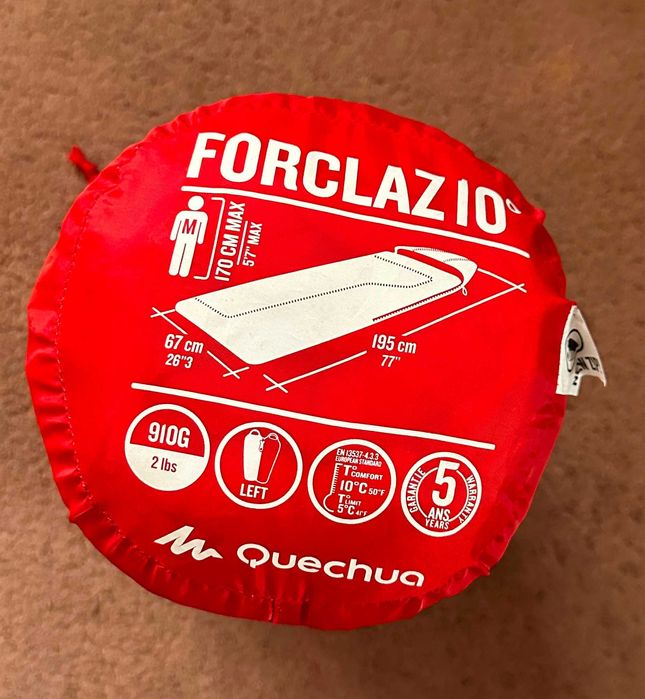 FORCLAZ 10°
M
170 CM MAX
5'7" MAX
67 cm
26"3
195 cm
77"
910G
2 lbs
LEFT
EN 13537-4.3.3
EUROPEAN STANDARD
T° COMFORT
10°C 50°F
T° LIMIT
5°C 41°F
GARANTIE
5
ANS
YEARS
WARRANTY
Quechua